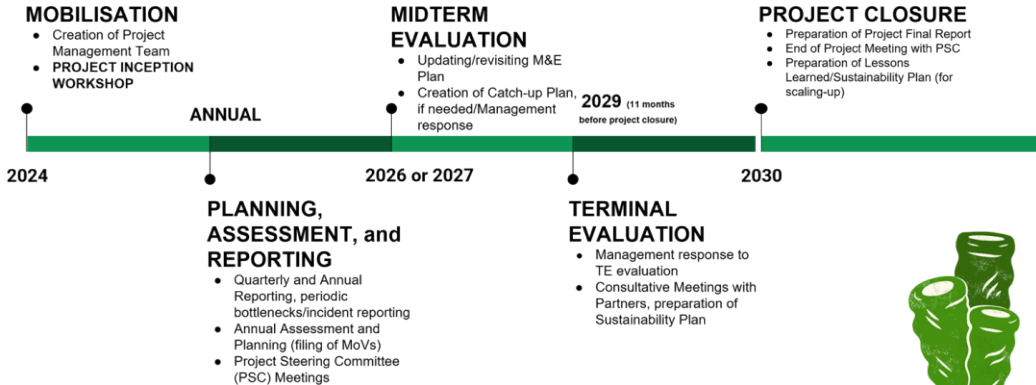 MOBILISATION
● Creation of Project
Management Team
● PROJECT INCEPTION
WORKSHOP
2024
ANNUAL
PLANNING,
ASSESSMENT, and
REPORTING
● Quarterly and Annual
Reporting, periodic
bottlenecks/incident reporting
● Annual Assessment and
Planning (filing of MoVs)
● Project Steering Committee
(PSC) Meetings
MIDTERM
EVALUATION
● Updating/revisiting M&E
Plan
● Creation of Catch-up Plan,
if needed/Management
response
2026 or 2027
2029 (11 months
before project closure)
TERMINAL
EVALUATION
● Management response to
TE evaluation
● Consultative Meetings with
Partners, preparation of
Sustainability Plan
PROJECT CLOSURE
● Preparation of Project Final Report
● End of Project Meeting with PSC
● Preparation of Lessons
Learned/Sustainability Plan (for
scaling-up)
2030